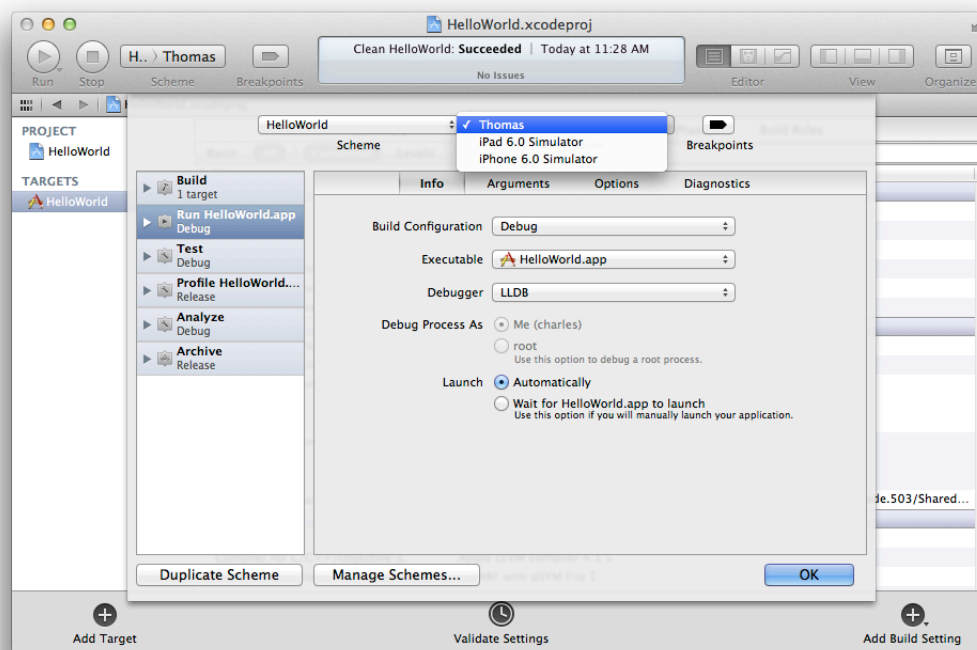 HelloWorld.xcodeproj
Clean HelloWorld: Succeeded | Today at 11:28 AM
No Issues
H.. 〉 Thomas
Run
Stop
Scheme
Breakpoints
Editor
View
Organize
PROJECT
HelloWorld
TARGETS
HelloWorld
HelloWorld
Scheme
✓ Thomas
iPad 6.0 Simulator
iPhone 6.0 Simulator
Breakpoints
Build Rules
Build
1 target
Run HelloWorld.app
Debug
Test
Debug
Profile HelloWorld....
Release
Analyze
Debug
Archive
Release
Info
Arguments
Options
Diagnostics
Build Configuration
Debug
Executable
HelloWorld.app
Debugger
LLDB
Debug Process As
Me (charles)
root
Use this option to debug a root process.
Launch
Automatically
Wait for HelloWorld.app to launch
Use this option if you will manually launch your application.
de.503/Shared...
Duplicate Scheme
Manage Schemes...
OK
Add Target
Validate Settings
Add Build Setting